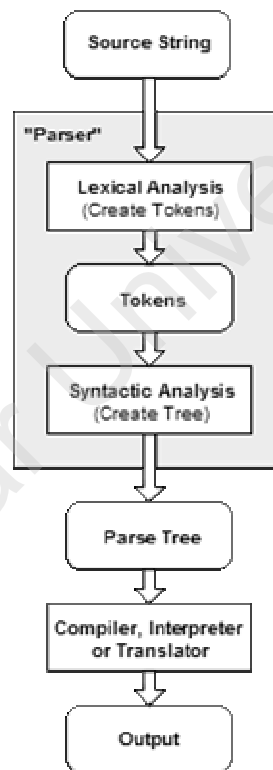 Source String
"Parser"
Lexical Analysis
(Create Tokens)
Tokens
Syntactic Analysis
(Create Tree)
Parse Tree
Compiler, Interpreter
or Translator
Output